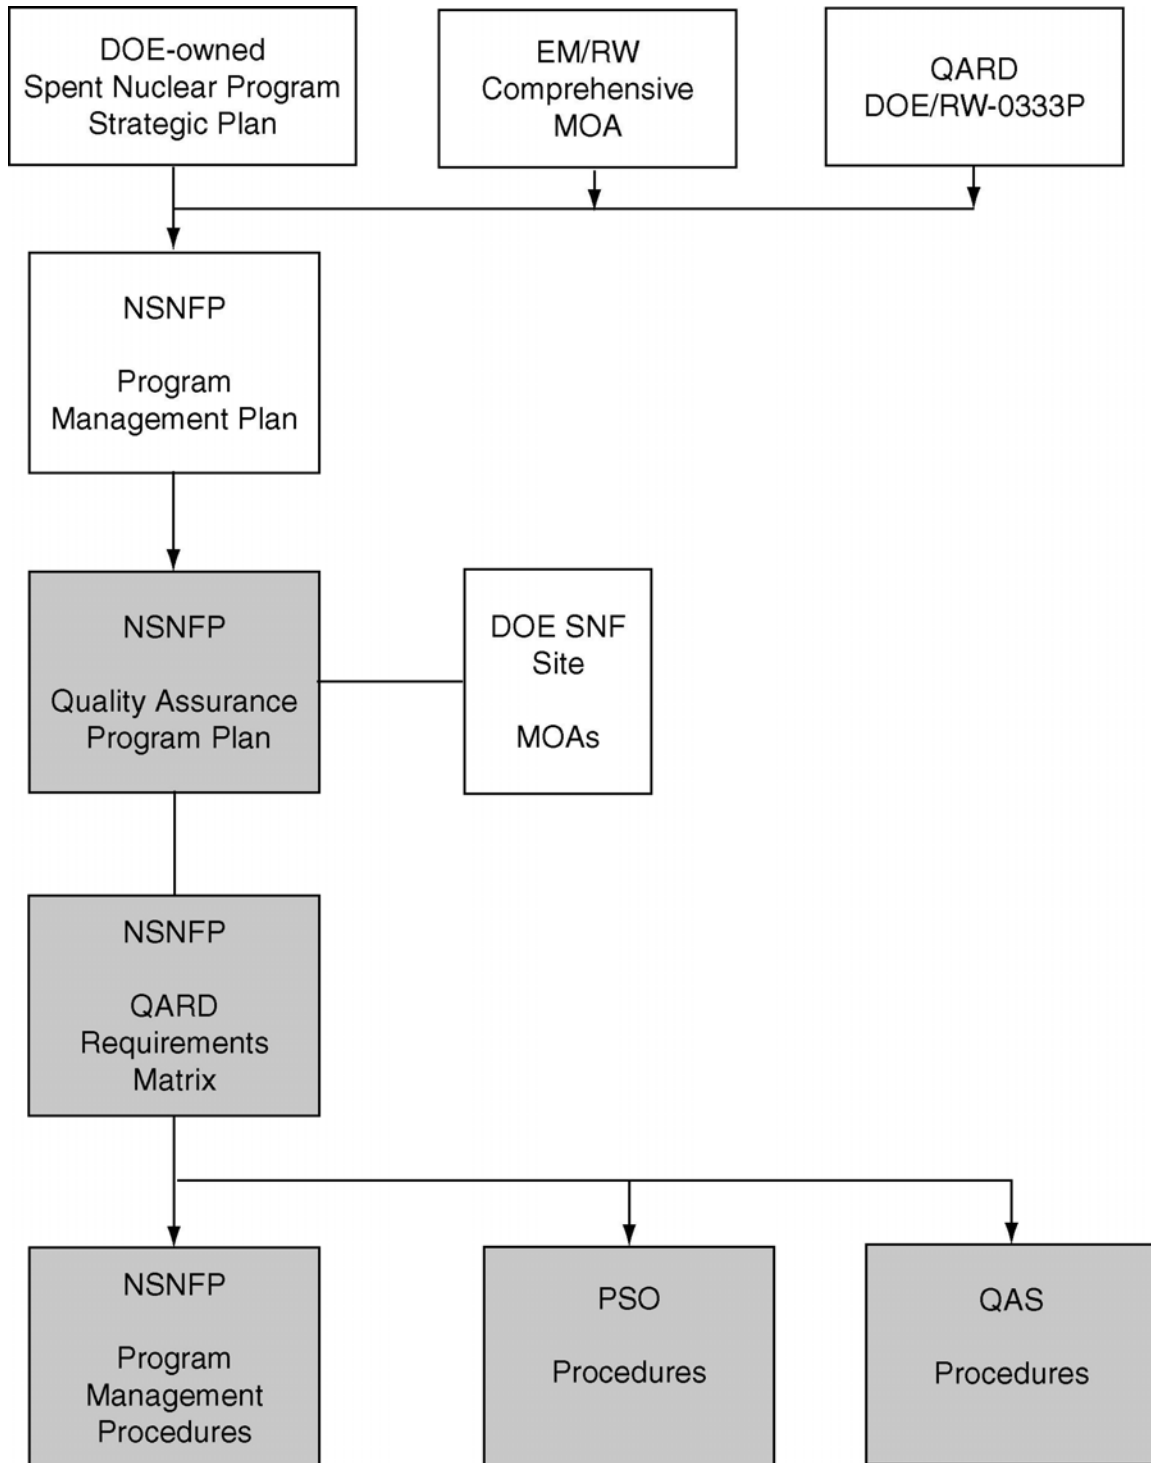 DOE-owned
Spent Nuclear Program
Strategic Plan
EM/RW
Comprehensive
MOA
QARD
DOE/RW-0333P
NSNFP
Program
Management Plan
NSNFP
Quality Assurance
Program Plan
DOE SNF
Site
MOAs
NSNFP
QARD
Requirements
Matrix
NSNFP
Program
Management
Procedures
PSO
Procedures
QAS
Procedures